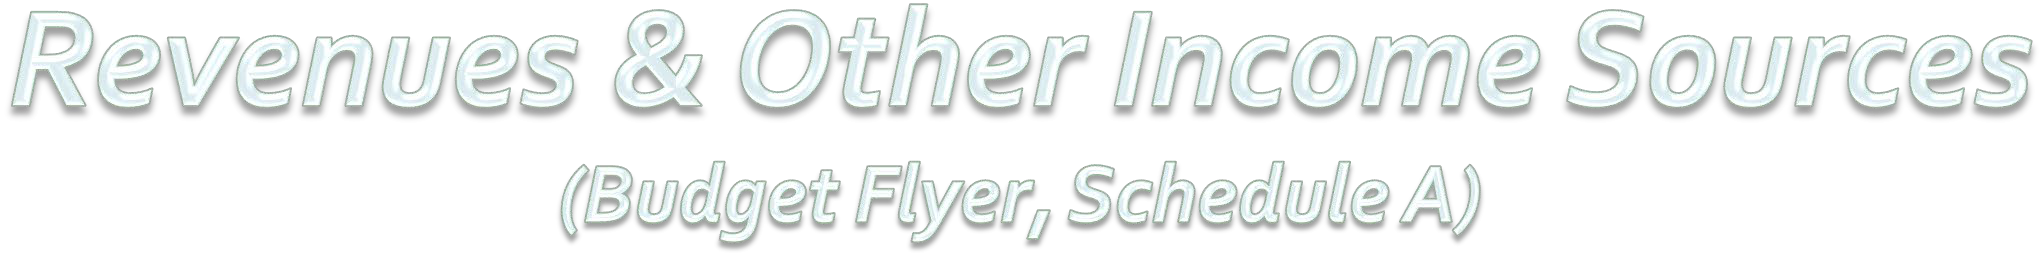 Revenues & Other Income Sources
(Budget Flyer, Schedule A)